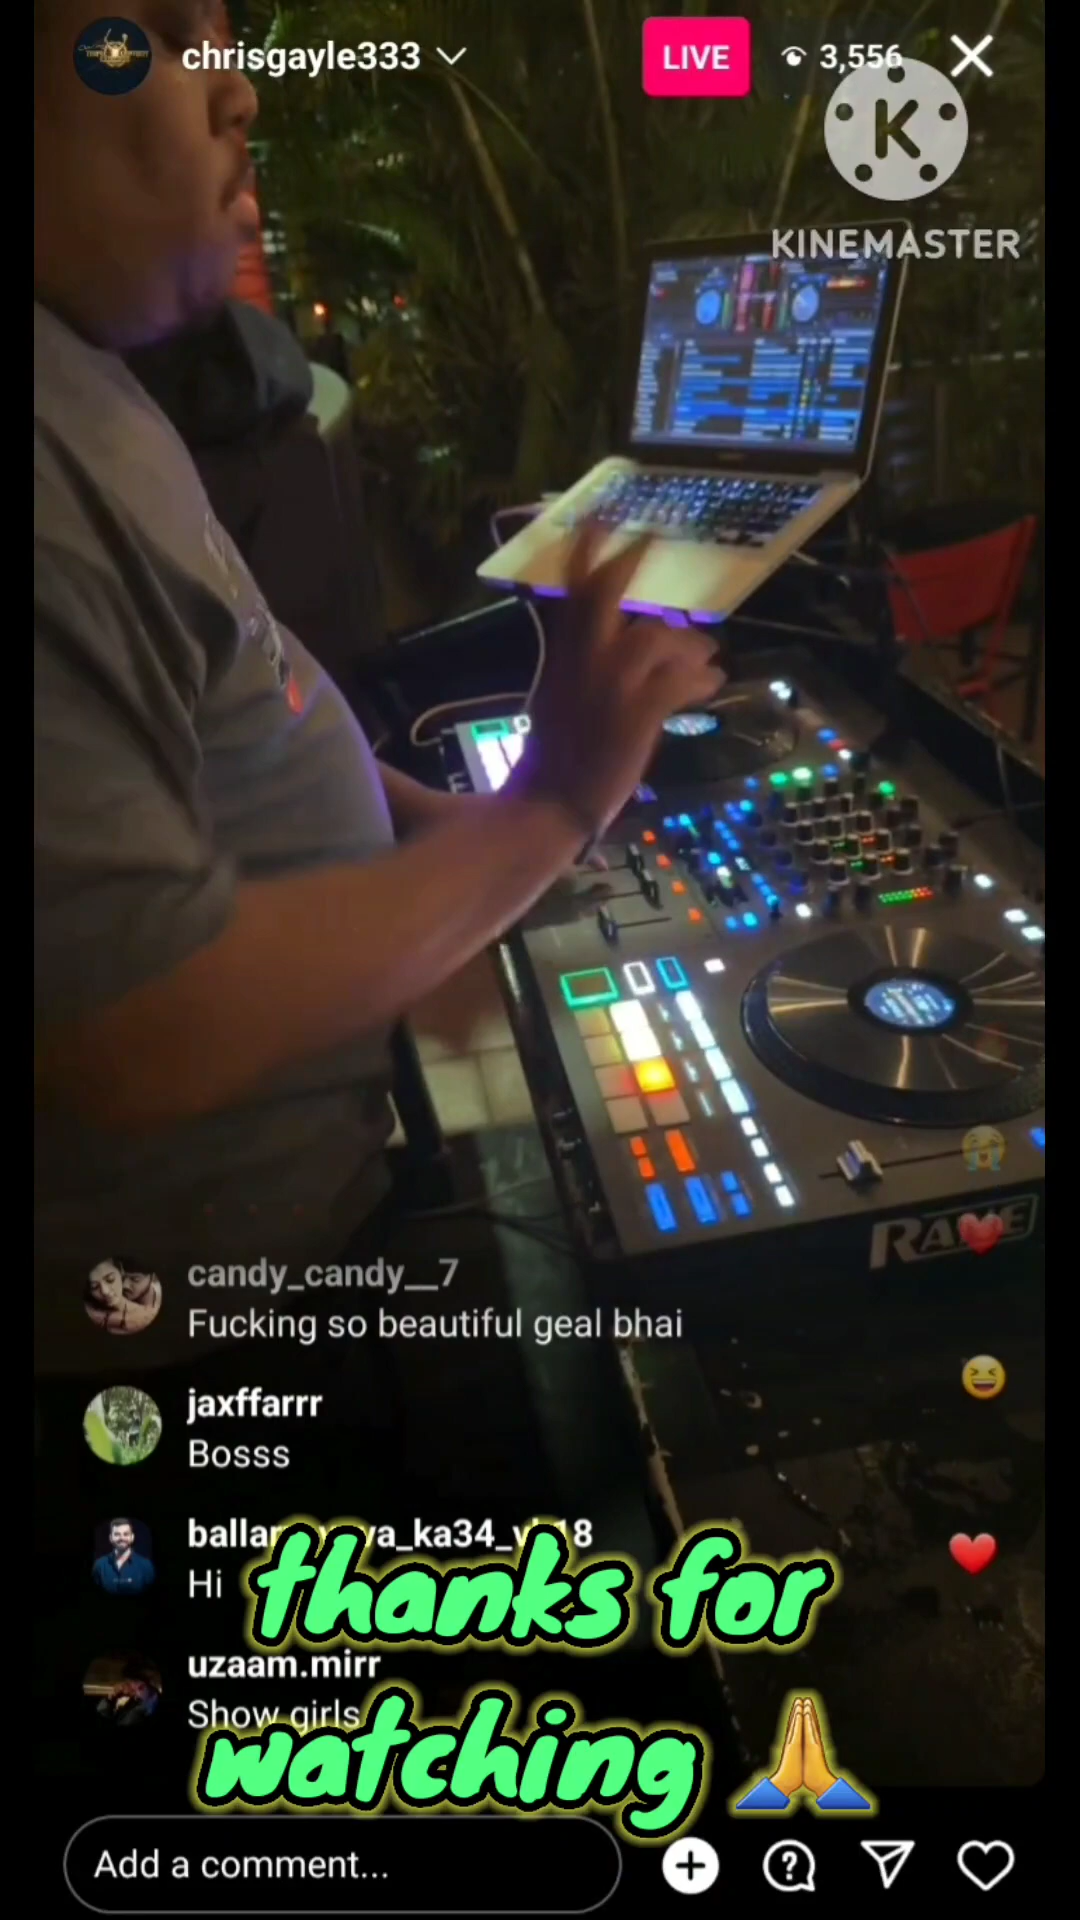 chrisgayle333
LIVE
3,556
K
KINEMASTER
candy_candy__7
Fucking so beautiful geal bhai
jaxffarrr
Bosss
Hi
uzaam.mirr
Show girls
thanks for
watching 🙏
Add a comment...